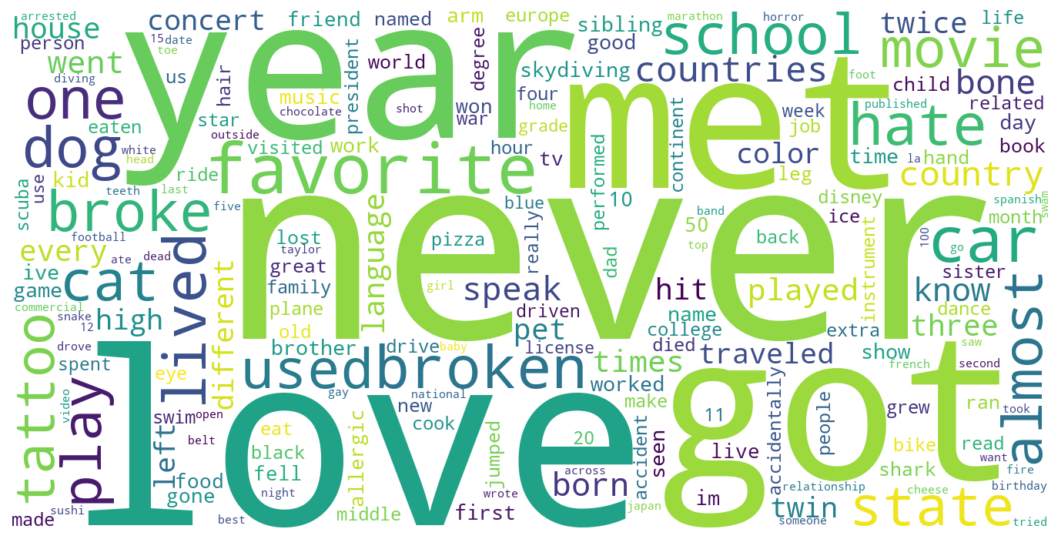 arrested
house
person
went
one
eaten
dog
scuba
use
kid
broke
football
every
ive
ate
dead
cat
game
commercial
snake
12
high
drove
tattoo
spent
video
play
made
sushi
15
date
toe
diving
concert
hair
us
star
outside
white
head
visited
ride
teeth
last
five
lived
different
eye
swim
open
belt
left
food
gone
year
friend
named
music
chocolate
president
work
favorite
world
shot
arm
war
won
degree
hour
tv
grade
europe
marathon
sibling
good
skydiving
four
horror
school
countries
movie
twice
life
bone
child
related
day
book
met
foot
published
hate
week
job
color
leg
time
hand
la
country
continent
performed
10
disney
month
spanish
swam
never
lost
taylor
great
family
plane
old
brother
language
pizza
girl
blue
really
speak
driven
pet
drive
baby
license
dad
50
band
top
back
ice
hit
name
college
played
died
instrument
extra
100
go
car
sister
know
dance
three
almost
love
used
broken
gay
national
new
cook
eat
black
fell
night
best
allergic
middle
jumped
wrote
first
times
worked
make
20
across
born
japan
accident
seen
traveled
show
got
11
live
im
accidentally
people
relationship
someone
french
saw
second
grew
ran
took
bike
read
want
shark
fire
cheese
birthday
twin
state
tried
home